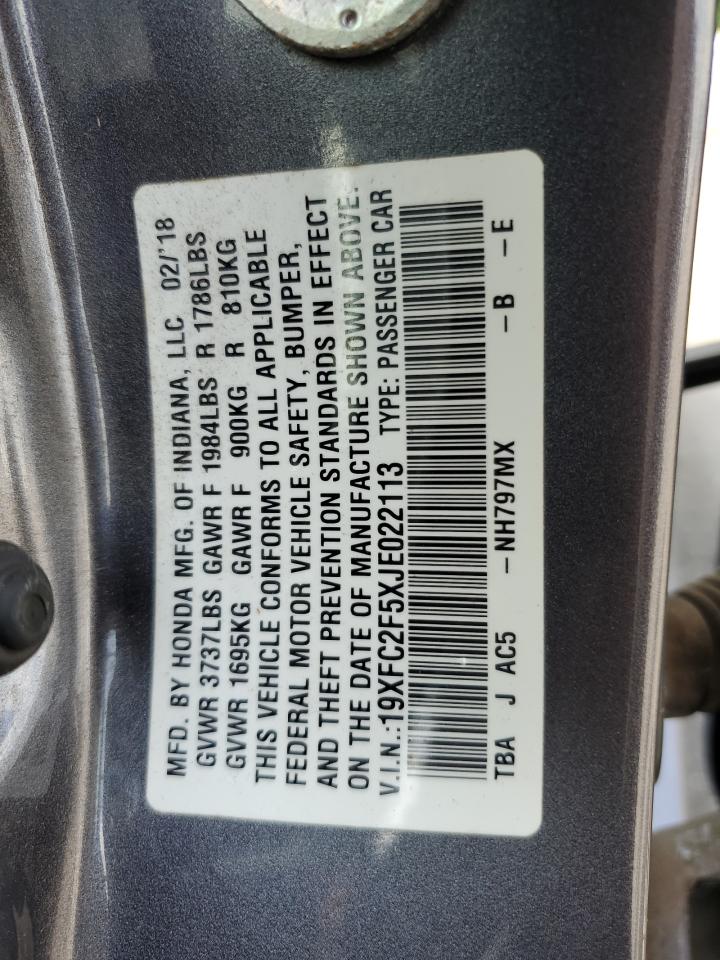 MFD. BY HONDA MFG. OF INDIANA, LLC 02/'18
GVWR 3737LBS GAWR F 1984LBS R 1786LBS
GVWR 1695KG GAWR F 900KG R 810KG
THIS VEHICLE CONFORMS TO ALL APPLICABLE
FEDERAL MOTOR VEHICLE SAFETY, BUMPER,
AND THEFT PREVENTION STANDARDS IN EFFECT
ON THE DATE OF MANUFACTURE SHOWN ABOVE.
V.I.N.:19XFC2F5XJE022113 TYPE: PASSENGER CAR
TBA J AC5 -NH797MX -B -E